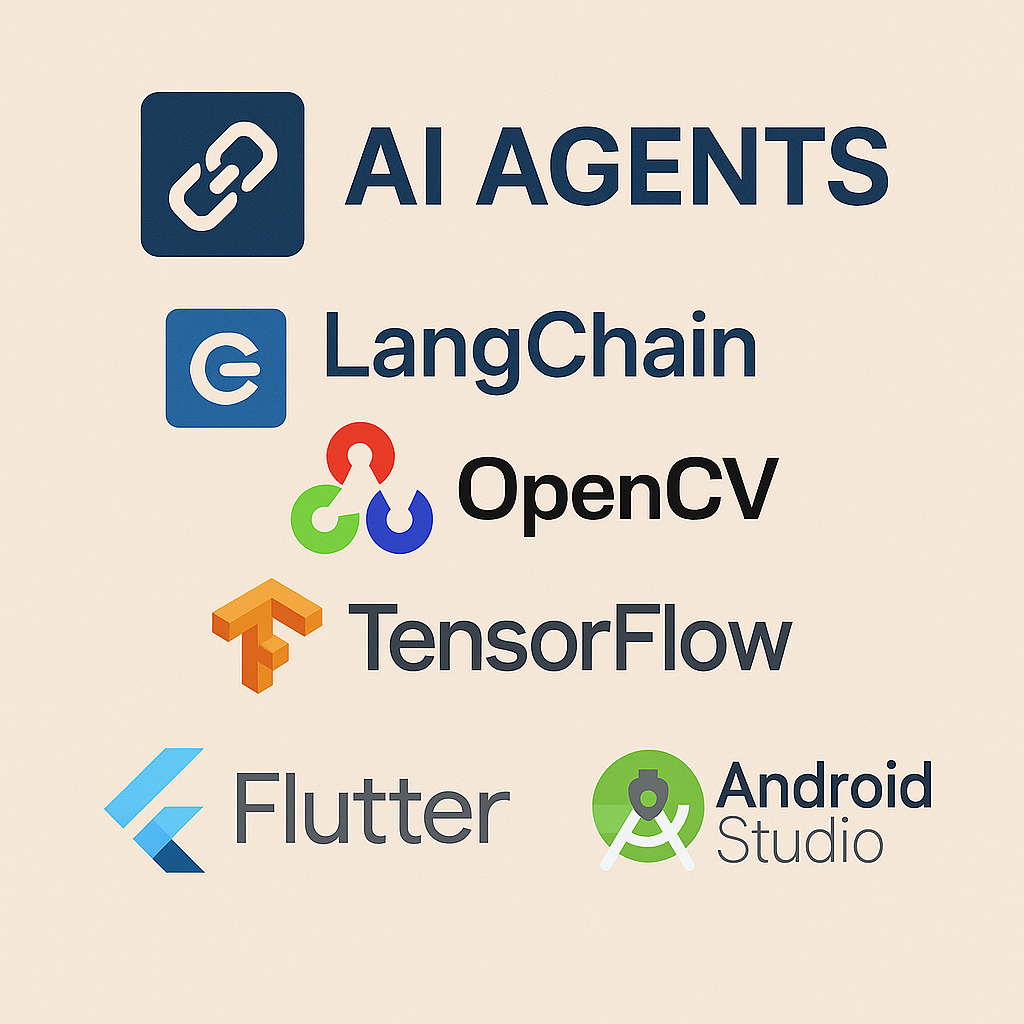 AI AGENTS
LangChain
OpenCV
TensorFlow
Flutter
Android
Studio